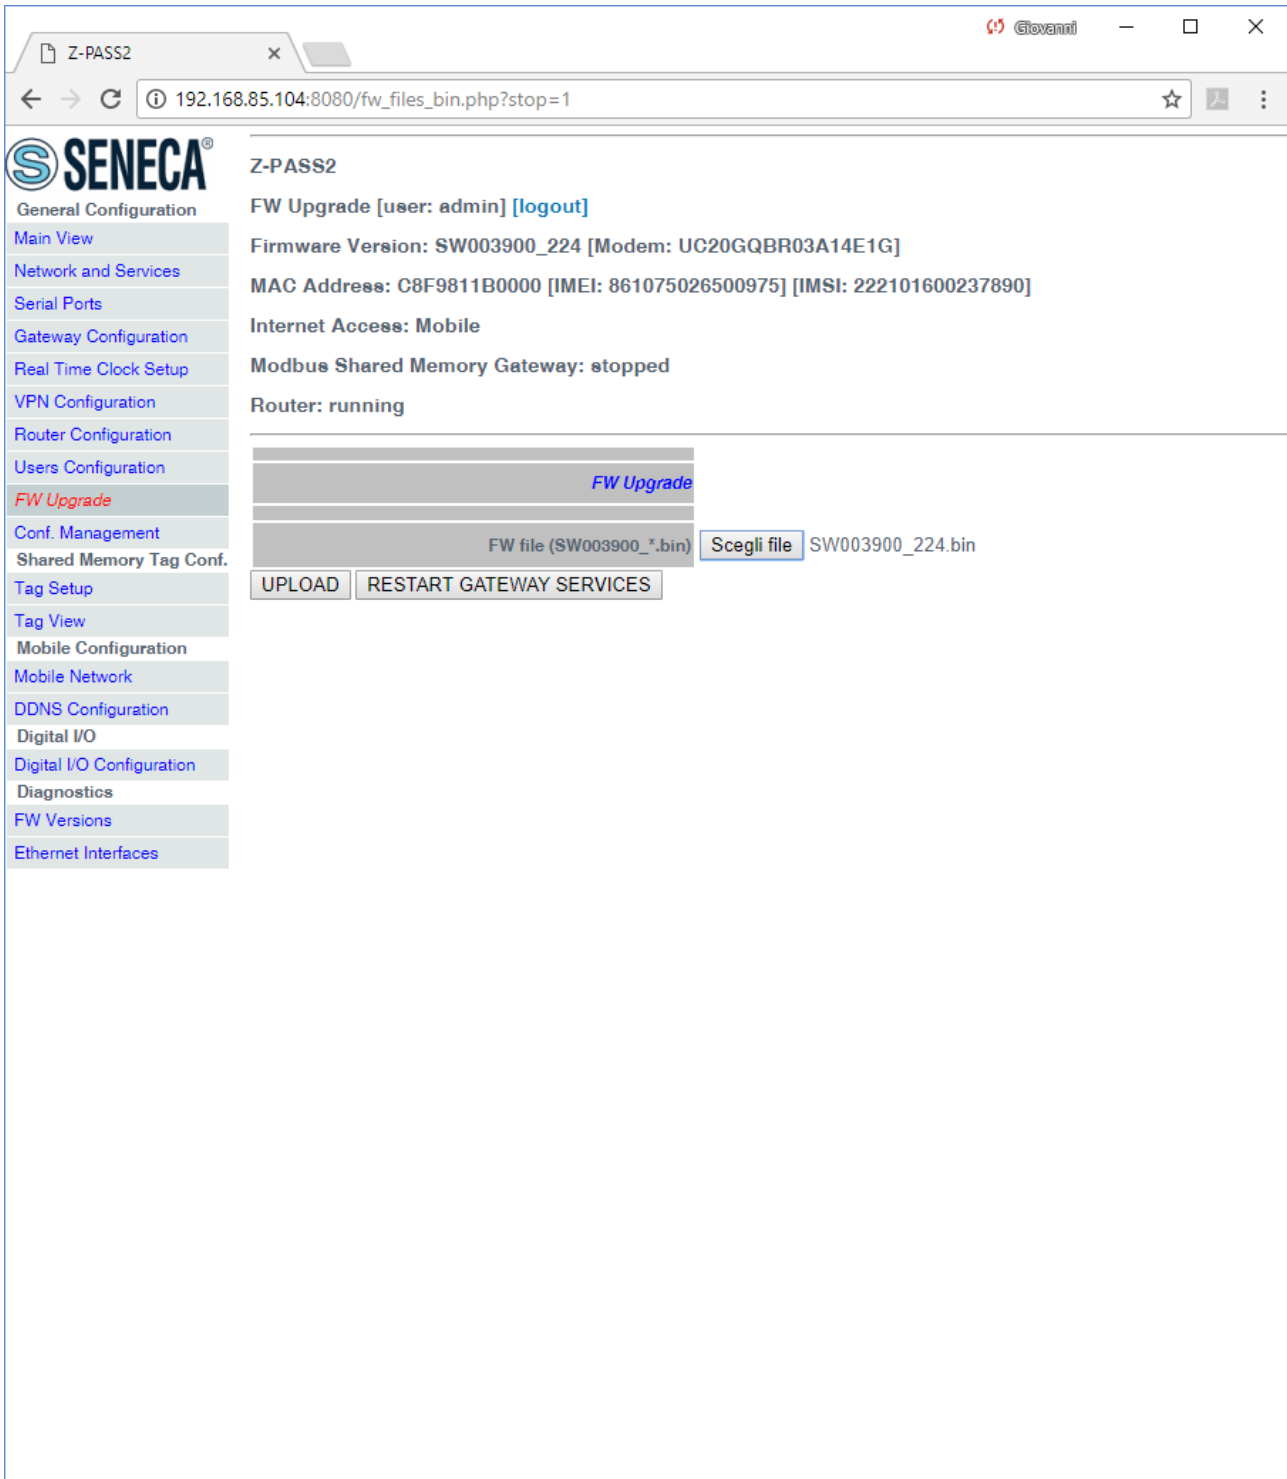 Giovanni
Z-PASS2
192.168.85.104:8080/fw_files_bin.php?stop=1
S SENECA®
General Configuration
Main View
Network and Services
Serial Ports
Gateway Configuration
Real Time Clock Setup
VPN Configuration
Router Configuration
Users Configuration
FW Upgrade
Conf. Management
Shared Memory Tag Conf.
Tag Setup
Tag View
Mobile Configuration
Mobile Network
DDNS Configuration
Digital I/O
Digital I/O Configuration
Diagnostics
FW Versions
Ethernet Interfaces
Z-PASS2
FW Upgrade [user: admin] [logout]
Firmware Version: SW003900_224 [Modem: UC20GQBR03A14E1G]
MAC Address: C8F9811B0000 [IMEI: 861075026500975] [IMSI: 222101600237890]
Internet Access: Mobile
Modbus Shared Memory Gateway: stopped
Router: running
FW Upgrade
FW file (SW003900_*.bin) Scegli file SW003900_224.bin
UPLOAD RESTART GATEWAY SERVICES